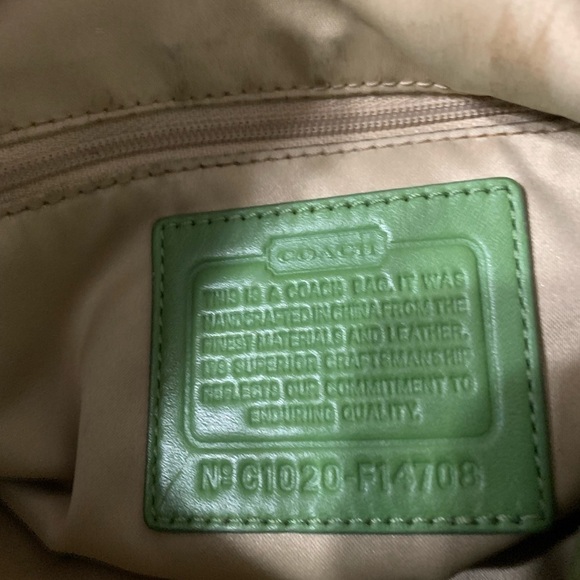 COACH
THIS IS A COACH BAG. IT WAS
HANDCRAFTED IN CHINA FROM THE
FINEST MATERIALS AND LEATHER.
ITS SUPERIOR CRAFTSMANSHIP
REFLECTS OUR COMMITMENT TO
ENDURING QUALITY.
Nº C1020-F14708